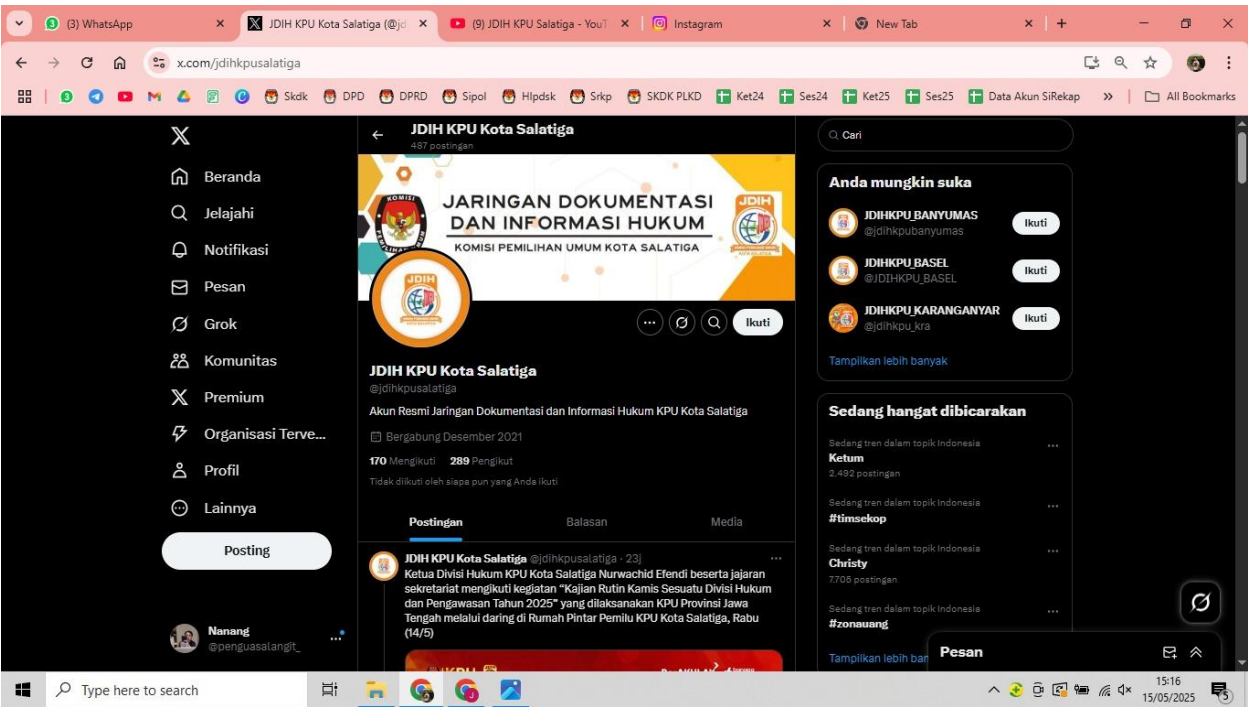 (3) WhatsApp
JDIH KPU Kota Salatiga (@jd
(9) JDIH KPU Salatiga - YouT
Instagram
New Tab
x.com/jdihkpusalatiga
Skdk
DPD
DPRD
Sipol
Hlpdsk
Srkp
SKDK PLKD
Ket24
Ses24
Ket25
Ses25
Data Akun SiRekap
All Bookmarks
Beranda
Jelajahi
Notifikasi
Pesan
Grok
Komunitas
Premium
Organisasi Terve...
Profil
Lainnya
Posting
Nanang
@penguasalangit_
JDIH KPU Kota Salatiga
487 postingan
KOMISI
JARINGAN DOKUMENTASI
DAN INFORMASI HUKUM
KOMISI PEMILIHAN UMUM KOTA SALATIGA
JDIH
JDIH
Ikuti
JDIH KPU Kota Salatiga
@jdihkpusalatiga
Akun Resmi Jaringan Dokumentasi dan Informasi Hukum KPU Kota Salatiga
Bergabung Desember 2021
170 Mengikuti 289 Pengikut
Tidak diikuti oleh siapa pun yang Anda ikuti
Postingan
Balasan
Media
JDIH KPU Kota Salatiga @jdihkpusalatiga · 23j
Ketua Divisi Hukum KPU Kota Salatiga Nurwachid Efendi beserta jajaran
sekretariat mengikuti kegiatan “Kajian Rutin Kamis Sesuatu Divisi Hukum
dan Pengawasan Tahun 2025” yang dilaksanakan KPU Provinsi Jawa
Tengah melalui daring di Rumah Pintar Pemilu KPU Kota Salatiga, Rabu
(14/5)
Cari
Anda mungkin suka
JDIHKPU_BANYUMAS
@jdihkpubanyumas
Ikuti
JDIHKPU_BASEL
@JDIHKPU_BASEL
Ikuti
JDIHKPU_KARANGANYAR
@jdihkpu_kra
Ikuti
Tampilkan lebih banyak
Sedang hangat dibicarakan
Sedang tren dalam topik Indonesia
Ketum
2.492 postingan
Sedang tren dalam topik Indonesia
#timsekop
Sedang tren dalam topik Indonesia
Christy
7.705 postingan
Sedang tren dalam topik Indonesia
#zonauang
Tampilkan lebih ban
Pesan
Type here to search
15:16
15/05/2025
5